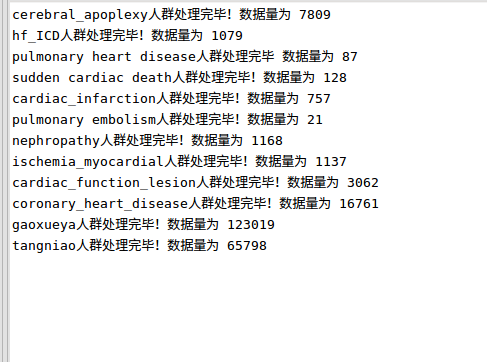 cerebral_apoplexy人群处理完毕! 数据量为 7809
hf_ICD人群处理完毕! 数据量为 1079
pulmonary heart disease人群处理完毕 数据量为 87
sudden cardiac death人群处理完毕! 数据量为 128
cardiac_infarction人群处理完毕! 数据量为 757
pulmonary embolism人群处理完毕! 数据量为 21
nephropathy人群处理完毕! 数据量为 1168
ischemia_myocardial人群处理完毕! 数据量为 1137
cardiac_function_lesion人群处理完毕! 数据量为 3062
coronary_heart_disease人群处理完毕! 数据量为 16761
gaoxueya人群处理完毕! 数据量为 123019
tangniao人群处理完毕! 数据量为 65798